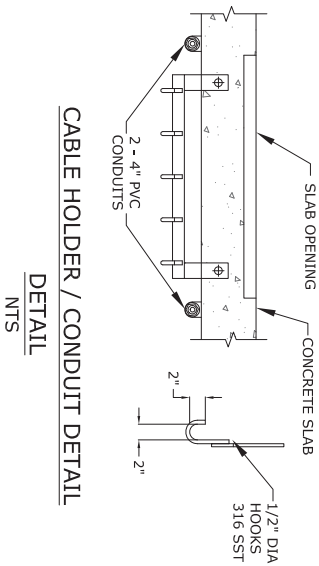 SLAB OPENING
CONCRETE SLAB
2 - 4" PVC
CONDUITS
1/2" DIA
HOOKS
316 SST
2"
2"
CABLE HOLDER / CONDUIT DETAIL
DETAIL
NTS